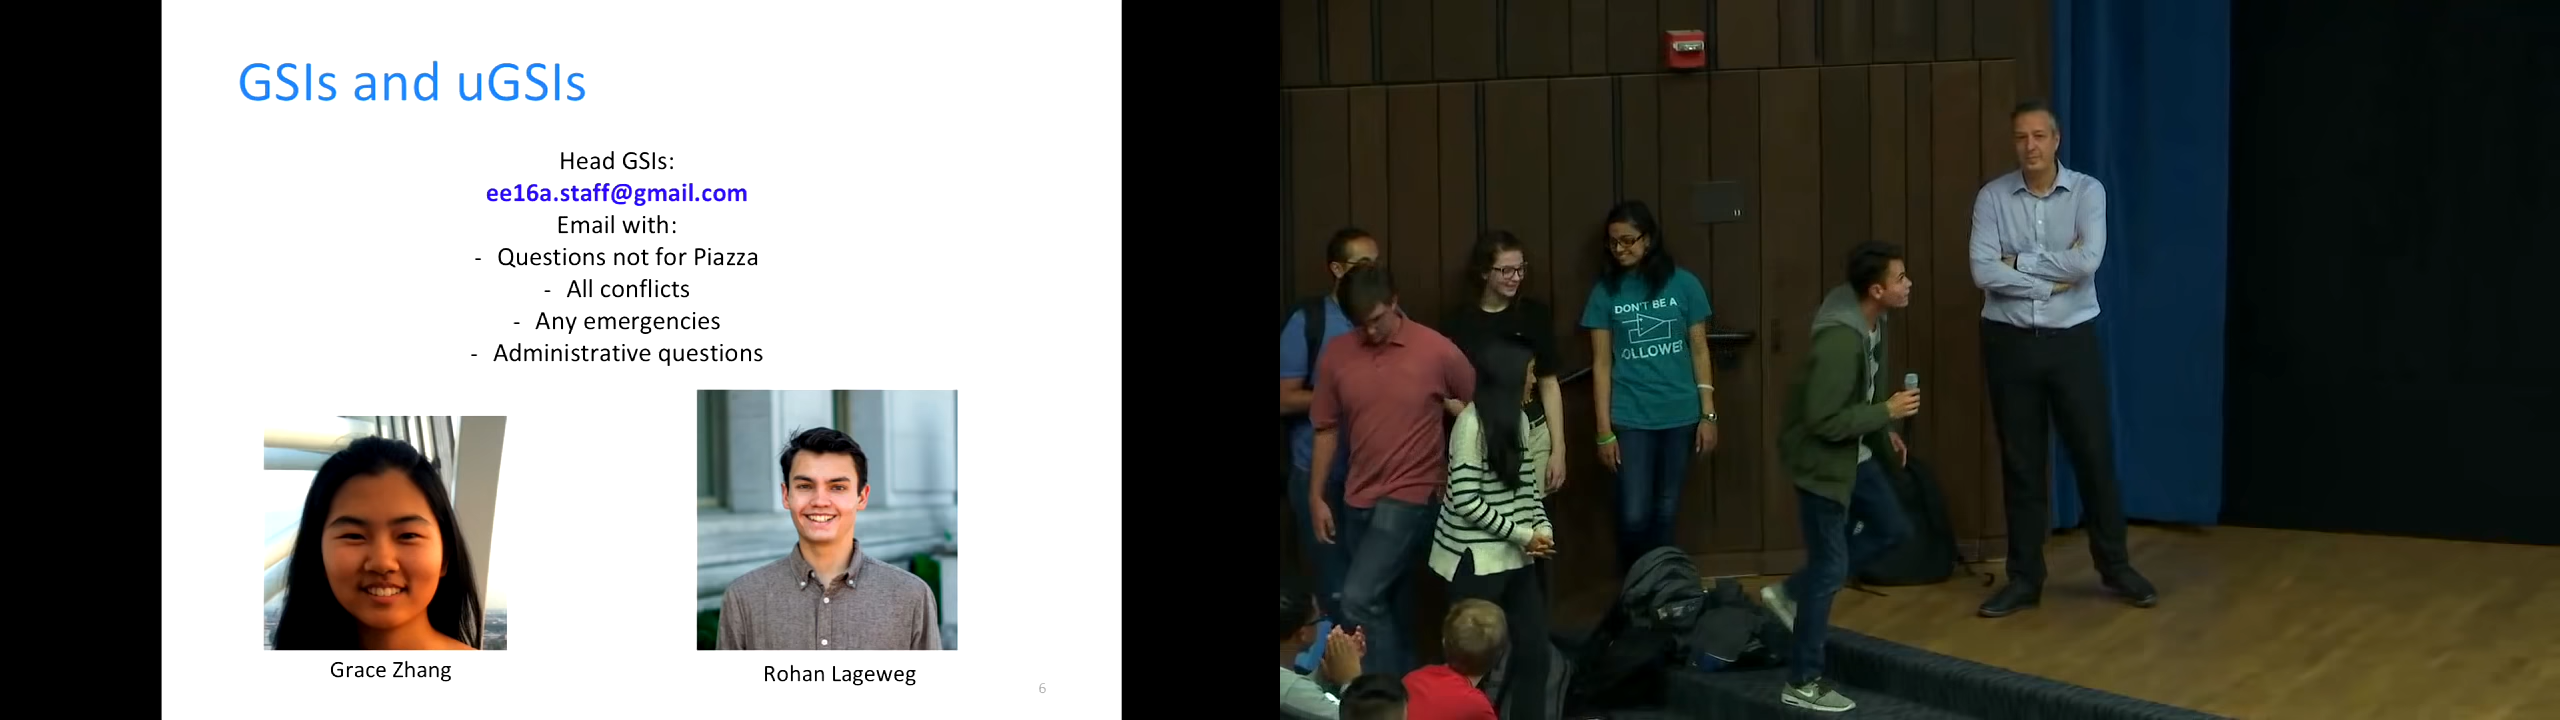 GSIs and uGSIs
Head GSIs:
ee16a.staff@gmail.com
Email with:
- Questions not for Piazza
- All conflicts
- Any emergencies
- Administrative questions
Grace Zhang
Rohan Lageweg
6
DON'T BE A
OLLOWE